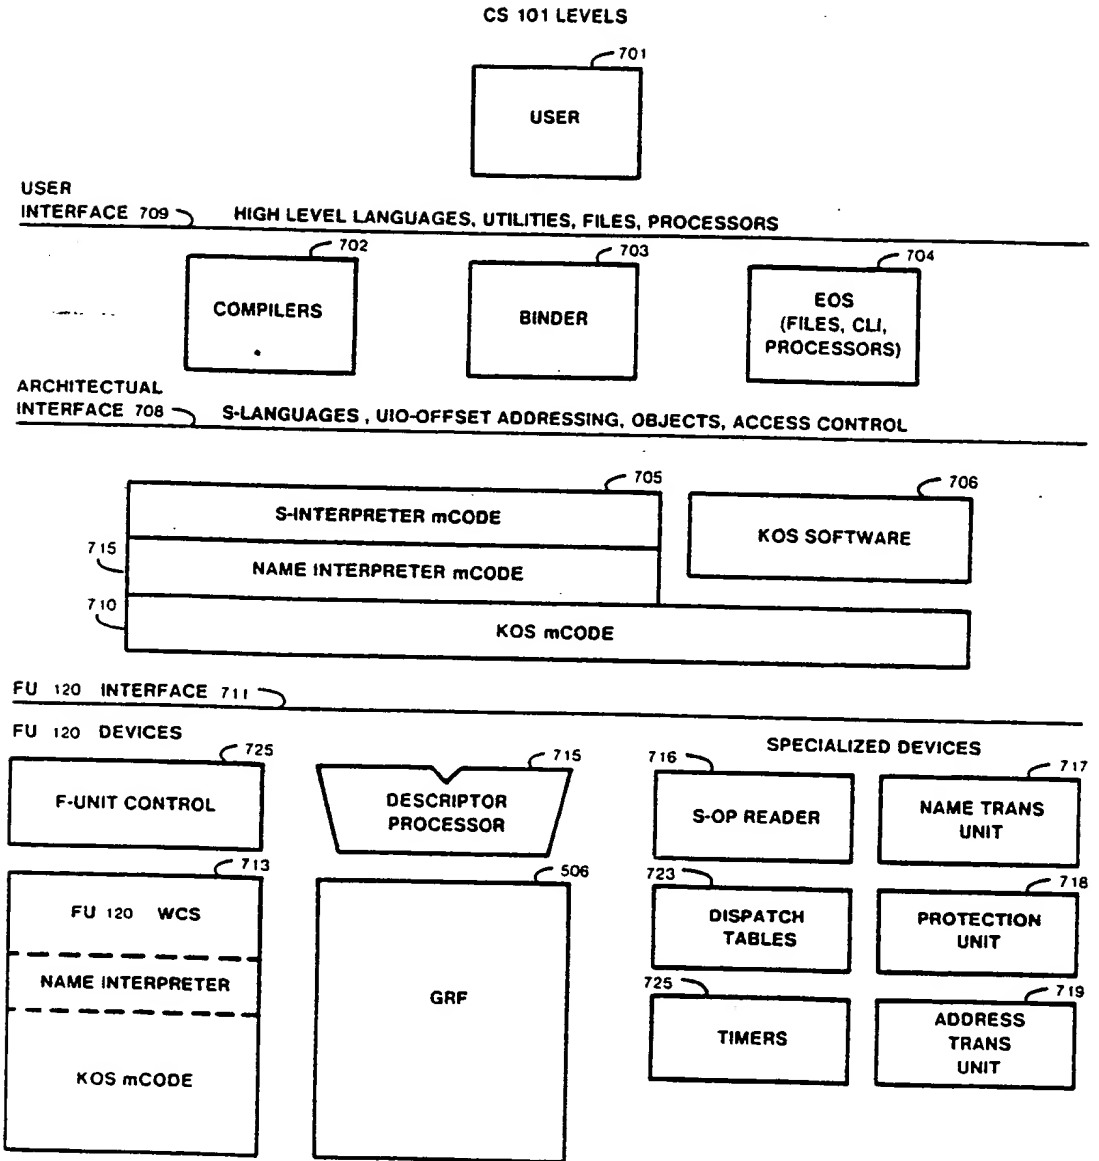 CS 101 LEVELS
701
USER
USER
INTERFACE 709
HIGH LEVEL LANGUAGES, UTILITIES, FILES, PROCESSORS
702
COMPILERS
703
BINDER
704
EOS
(FILES, CLI,
PROCESSORS)
ARCHITECTUAL
INTERFACE 708
S-LANGUAGES , UIO-OFFSET ADDRESSING, OBJECTS, ACCESS CONTROL
705
S-INTERPRETER mCODE
706
KOS SOFTWARE
715
NAME INTERPRETER mCODE
710
KOS mCODE
FU 120 INTERFACE 711
FU 120 DEVICES
SPECIALIZED DEVICES
725
F-UNIT CONTROL
715
DESCRIPTOR
PROCESSOR
716
S-OP READER
717
NAME TRANS
UNIT
713
FU 120 WCS
NAME INTERPRETER
KOS mCODE
506
GRF
723
DISPATCH
TABLES
718
PROTECTION
UNIT
725
TIMERS
719
ADDRESS
TRANS
UNIT